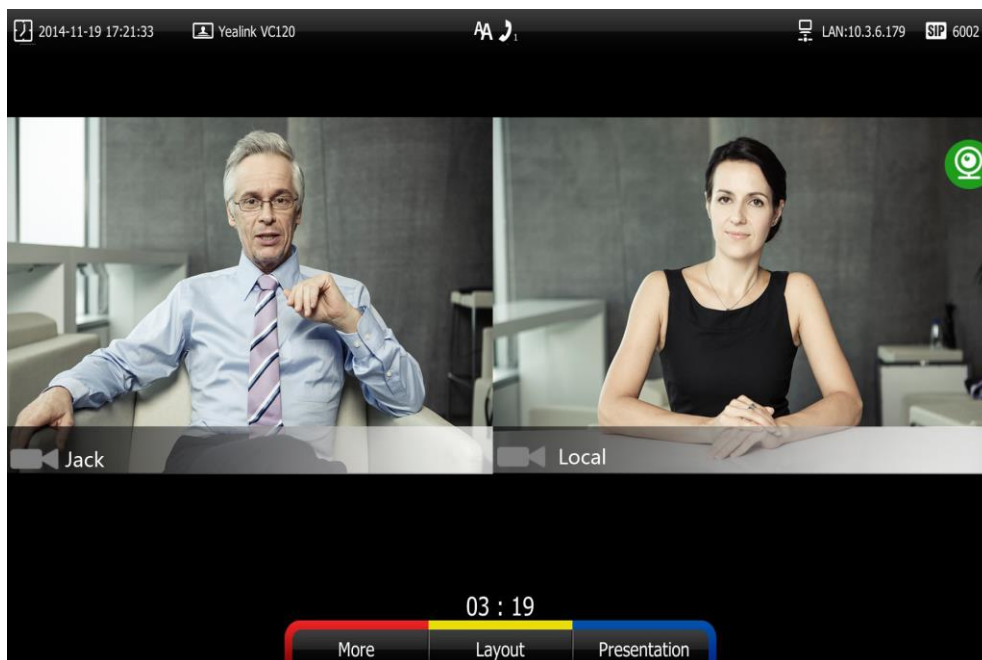 2014-11-19 17:21:33 Yealink VC120 AA 1 LAN:10.3.6.179 SIP 6002
Jack Local
03 : 19
More Layout Presentation